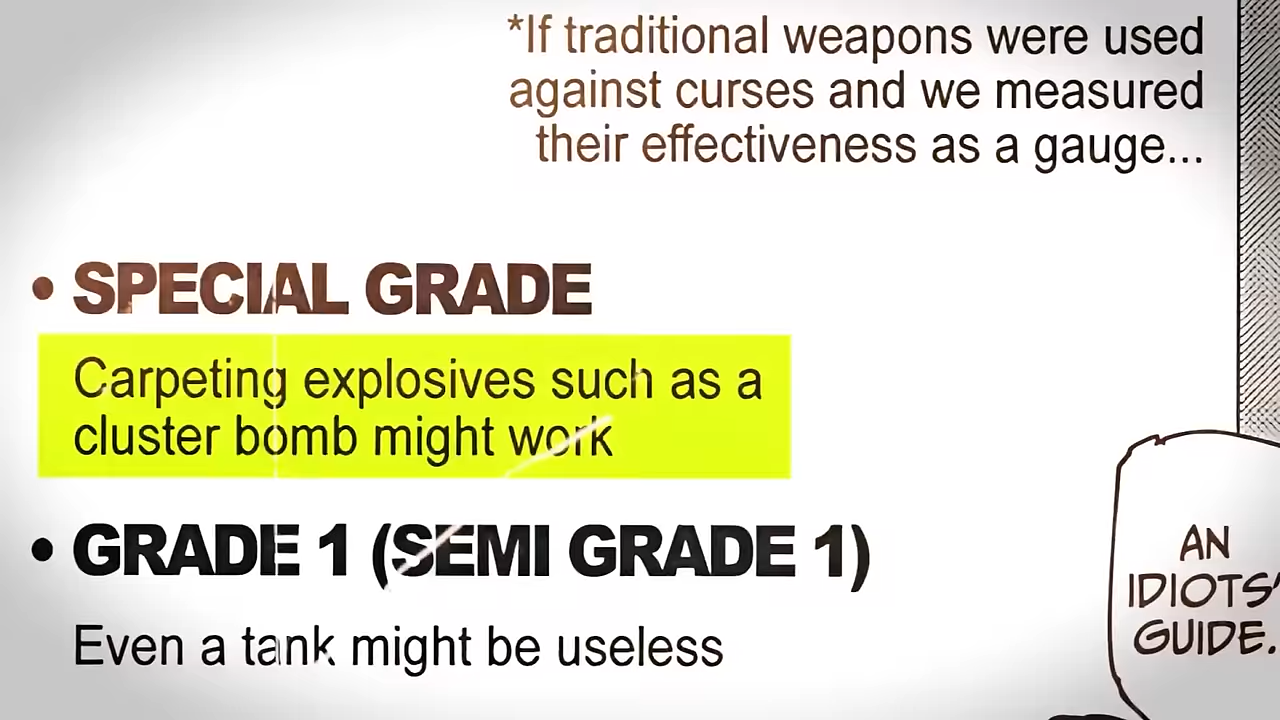 *If traditional weapons were used
against curses and we measured
their effectiveness as a gauge...
• SPECIAL GRADE
Carpeting explosives such as a
cluster bomb might work
• GRADE 1 (SEMI GRADE 1)
Even a tank might be useless
AN
IDIOTS'
GUIDE.